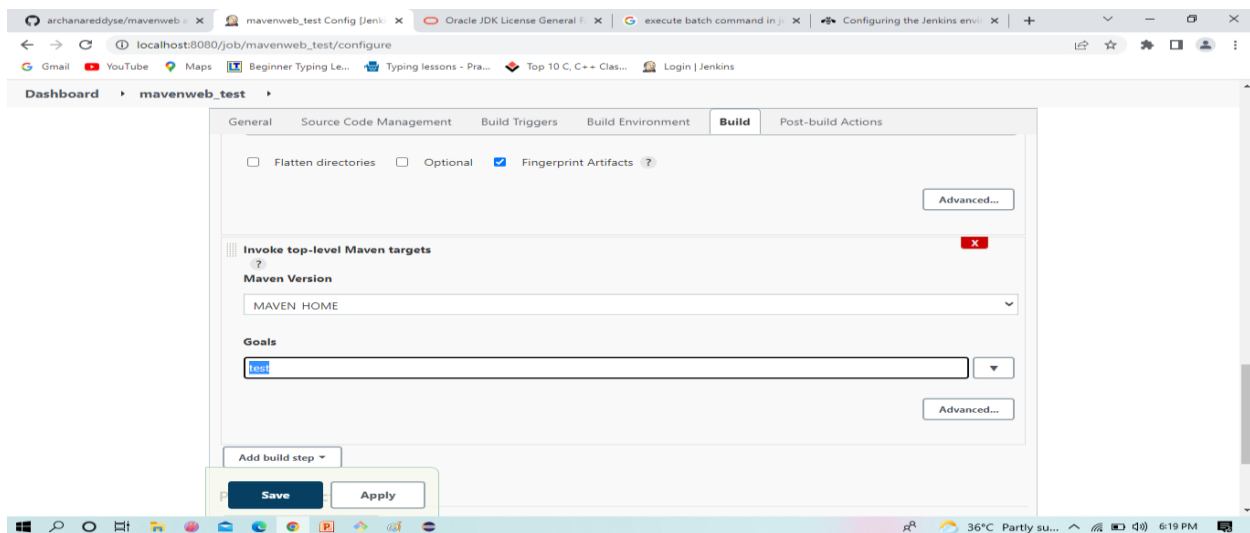 archanareddyse/mavenweb
mavenweb_test Config [Jenki
Oracle JDK License General F
execute batch command in j
Configuring the Jenkins envi
localhost:8080/job/mavenweb_test/configure
Gmail YouTube Maps Beginner Typing Le... Typing lessons - Pra... Top 10 C, C++ Clas... Login | Jenkins
Dashboard mavenweb_test
General Source Code Management Build Triggers Build Environment Build Post-build Actions
Flatten directories Optional Fingerprint Artifacts ?
Advanced...
Invoke top-level Maven targets
X
?
Maven Version
MAVEN HOME
Goals
test
Advanced...
Add build step
Save Apply
36°C Partly su... 6:19 PM